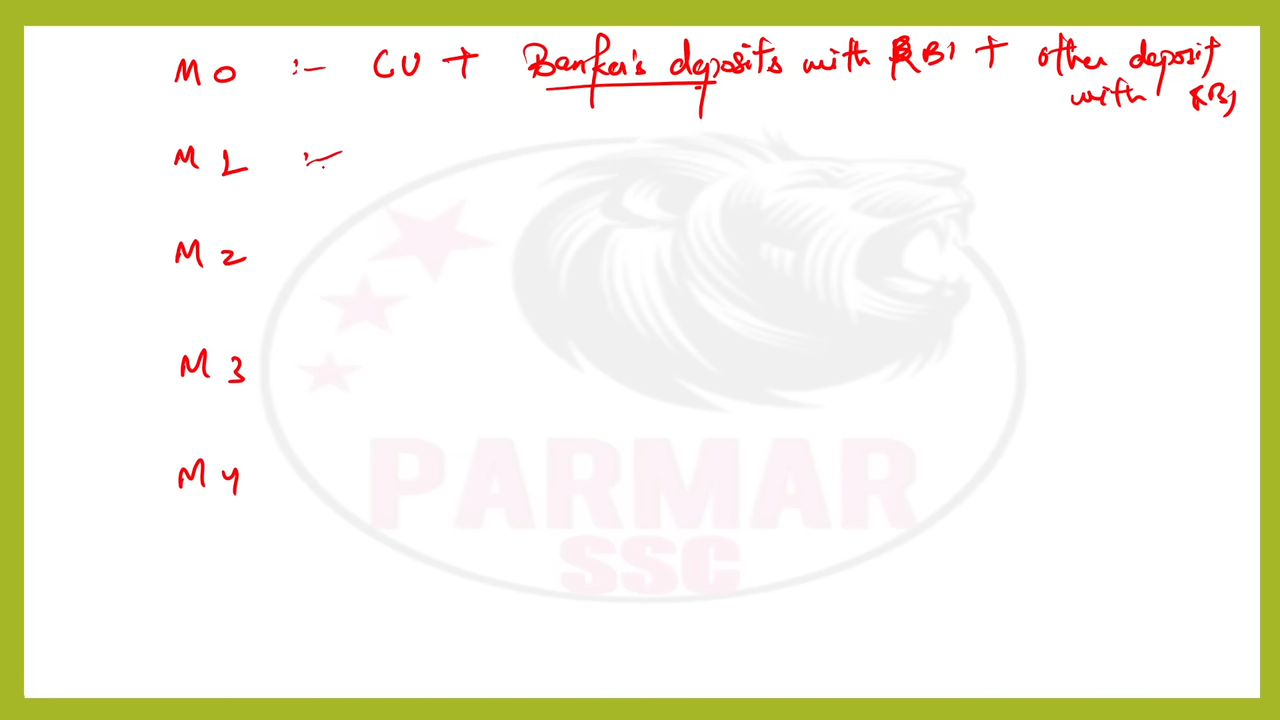 M0 :- CU + Banker's deposits with RBI + other deposit
with RBI
M1 :-
M2
M3
M4
PARMAR
SSC